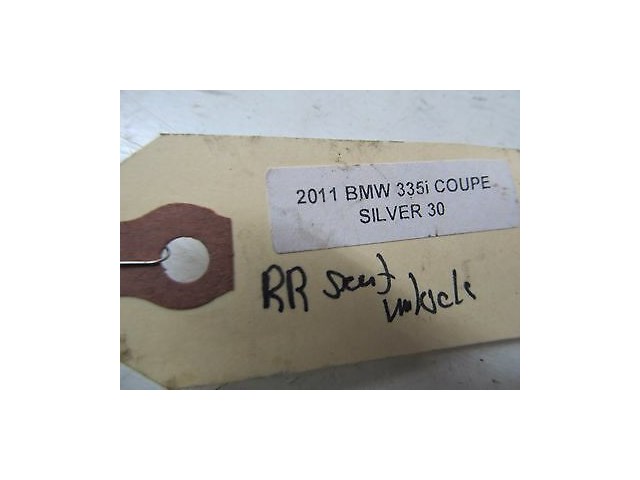 2011 BMW 335i COUPE
SILVER 30
RR seat